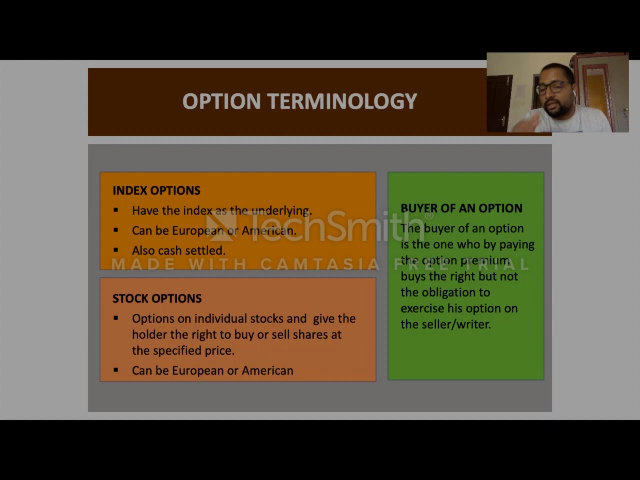 OPTION TERMINOLOGY
INDEX OPTIONS
▪ Have the index as the underlying.
▪ Can be European or American.
▪ Also cash settled.
STOCK OPTIONS
▪ Options on individual stocks and give the
holder the right to buy or sell shares at
the specified price.
▪ Can be European or American
BUYER OF AN OPTION
The buyer of an option
is the one who by paying
the option premium
buys the right but not
the obligation to
exercise his option on
the seller/writer.
TechSmith®
MADE WITH CAMTASIA FREE TRIAL